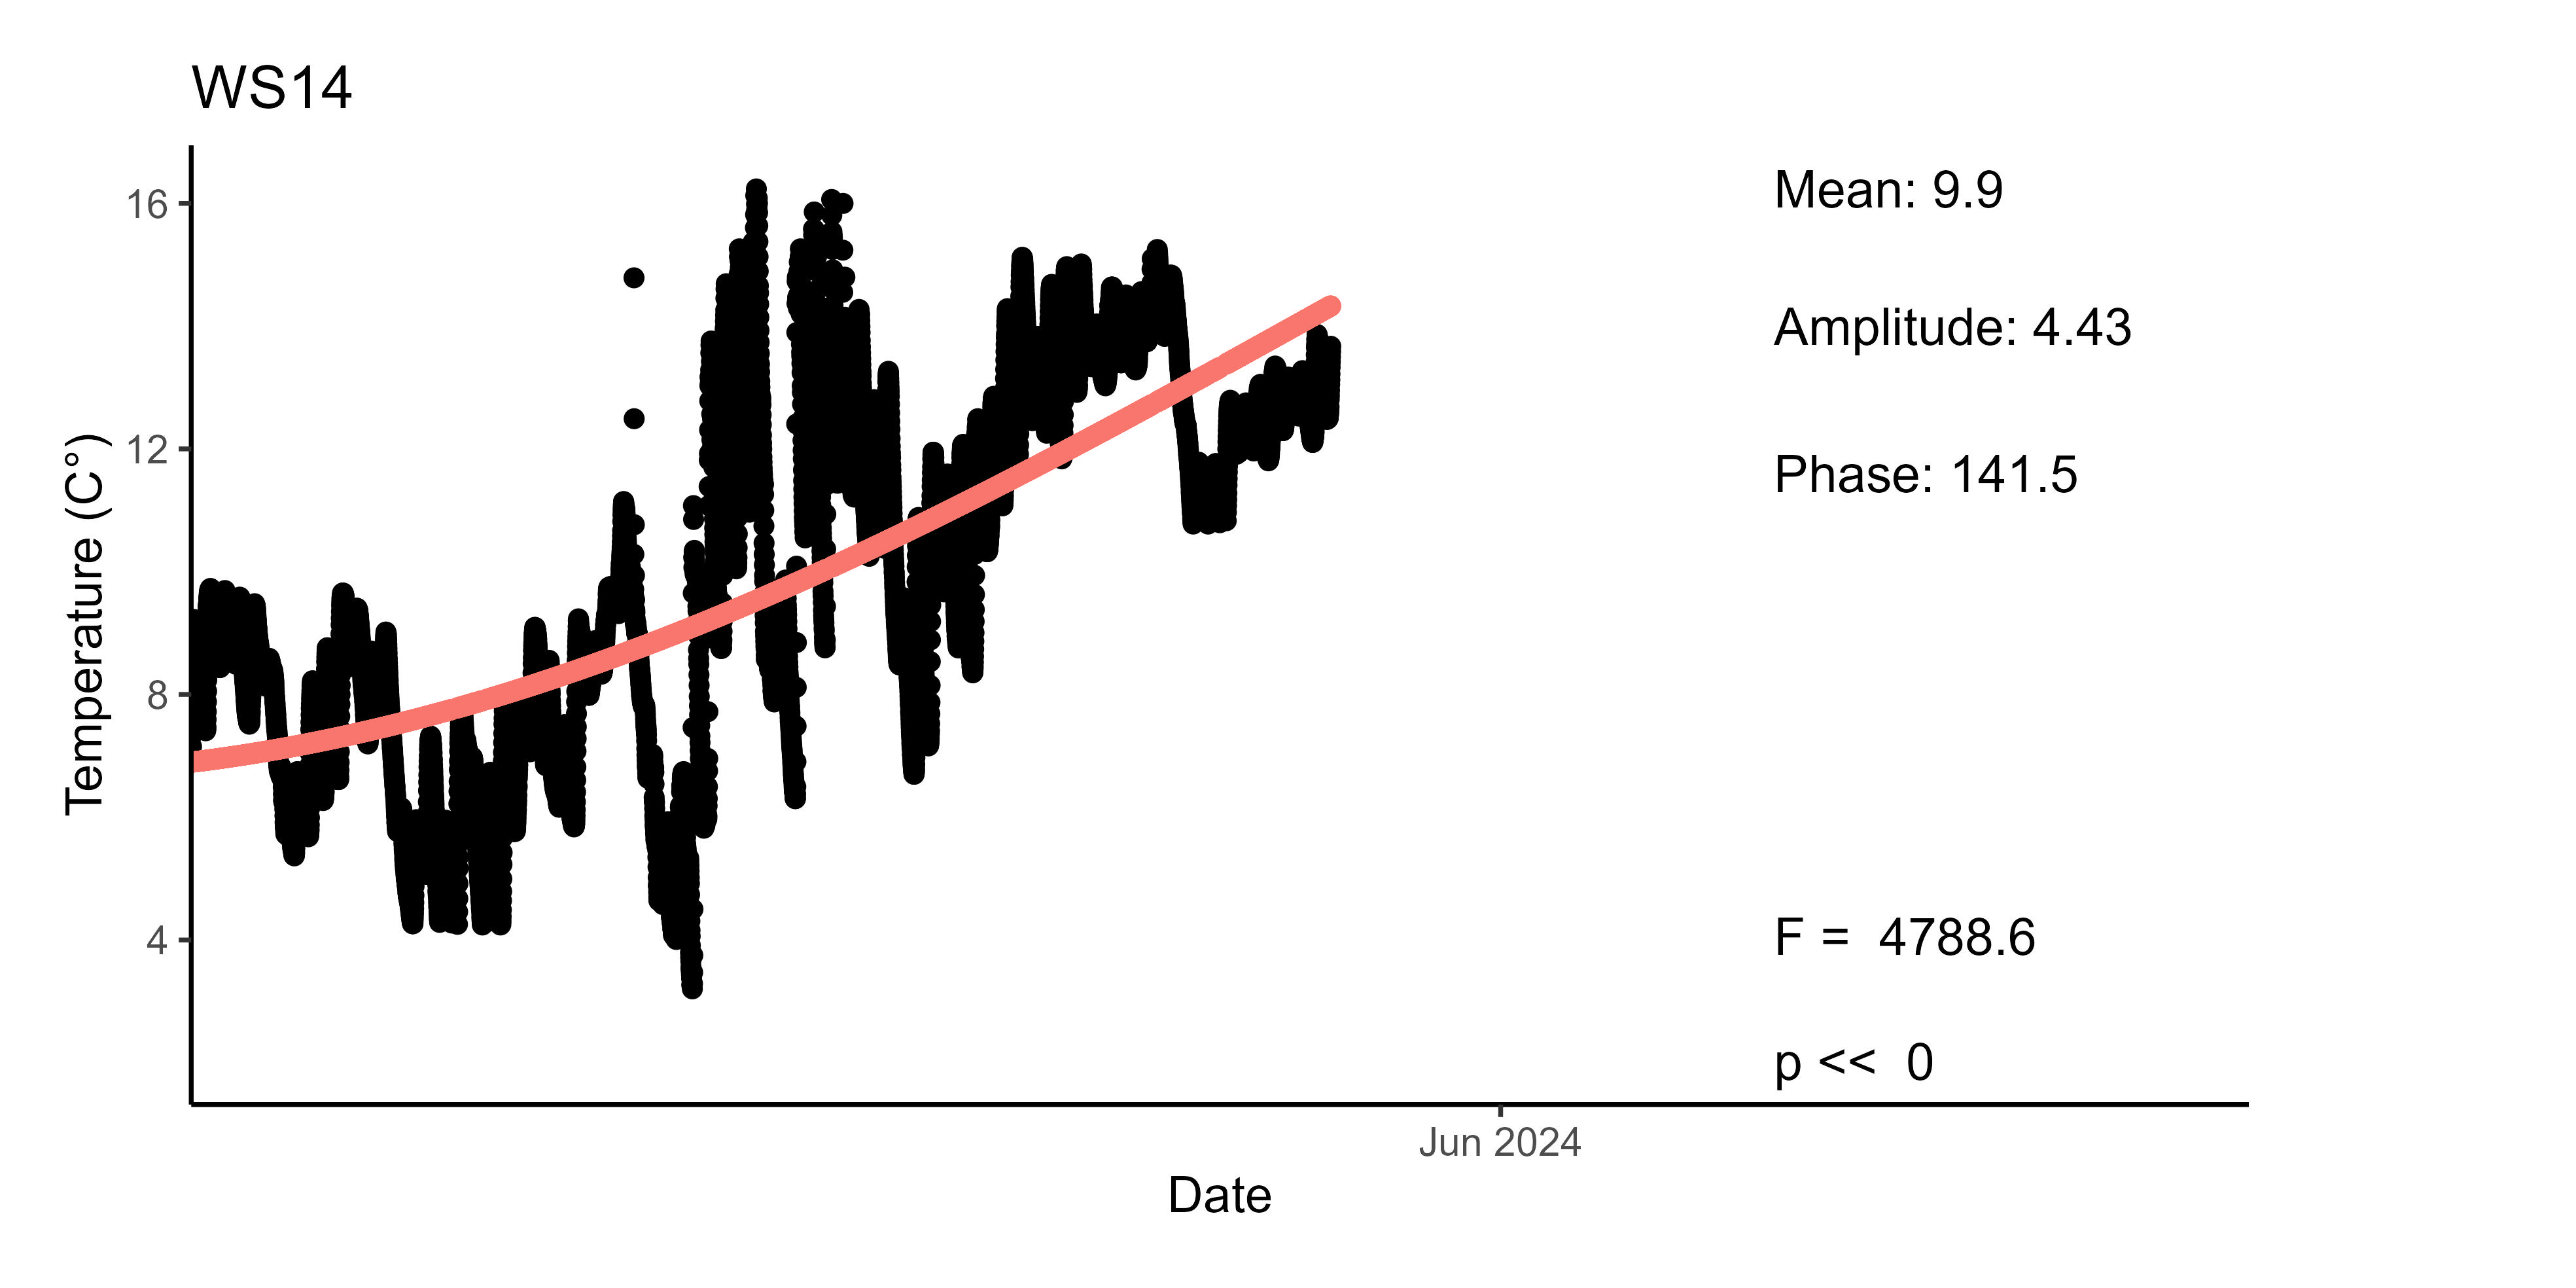 WS14
16
12
8
4
Temperature (C°)
Jun 2024
Date
Mean: 9.9
Amplitude: 4.43
Phase: 141.5
F =  4788.6
p <<  0